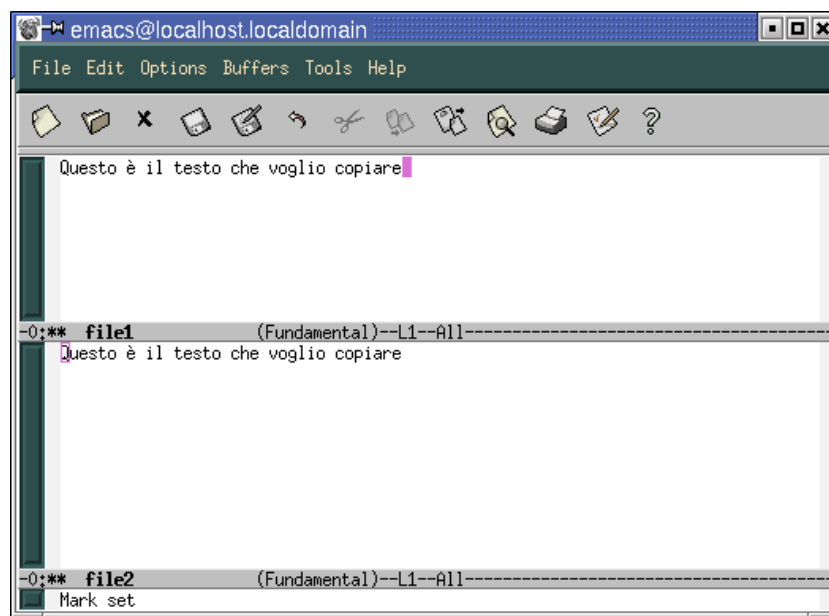 emacs@localhost.localdomain
File Edit Options Buffers Tools Help
Questo è il testo che voglio copiare
-0:** file1 (Fundamental)--L1--All--------------------------------------
Questo è il testo che voglio copiare
-0:** file2 (Fundamental)--L1--All--------------------------------------
Mark set